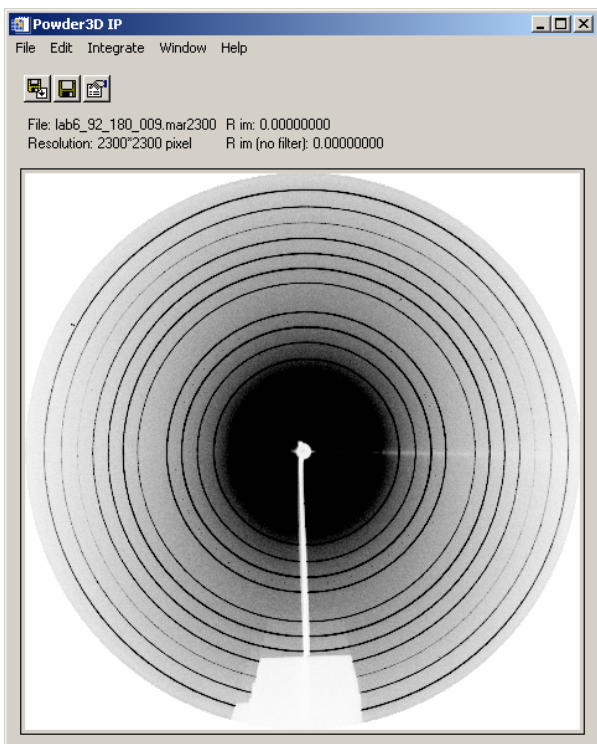 Powder3D IP
File Edit Integrate Window Help
File: lab6_92_180_009.mar2300 R im: 0.00000000
Resolution: 2300*2300 pixel R im (no filter): 0.00000000